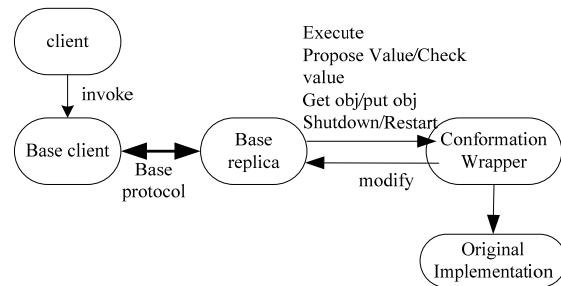 client
invoke
Base client
Base
protocol
Base
replica
Execute
Propose Value/Check
value
Get obj/put obj
Shutdown/Restart
modify
Conformation
Wrapper
Original
Implementation